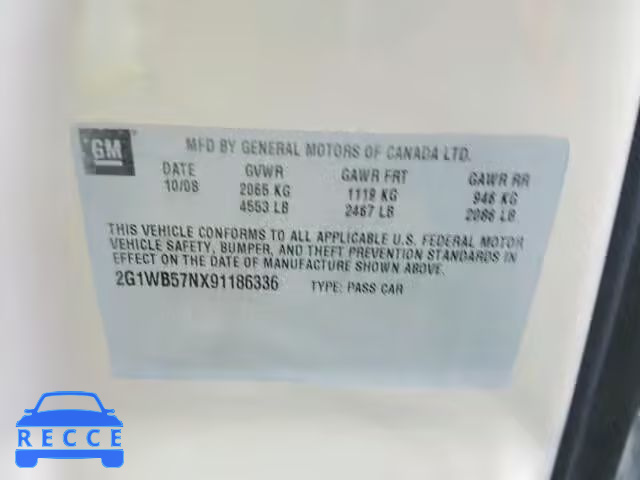 GM
MFD BY GENERAL MOTORS OF CANADA LTD.
DATE GVWR GAWR FRT GAWR RR
10/08 2065 KG 1119 KG 946 KG
4553 LB 2467 LB 2086 LB
THIS VEHICLE CONFORMS TO ALL APPLICABLE U.S. FEDERAL MOTOR
VEHICLE SAFETY, BUMPER, AND THEFT PREVENTION STANDARDS IN
EFFECT ON THE DATE OF MANUFACTURE SHOWN ABOVE.
2G1WB57NX91186336 TYPE: PASS CAR
RECCE